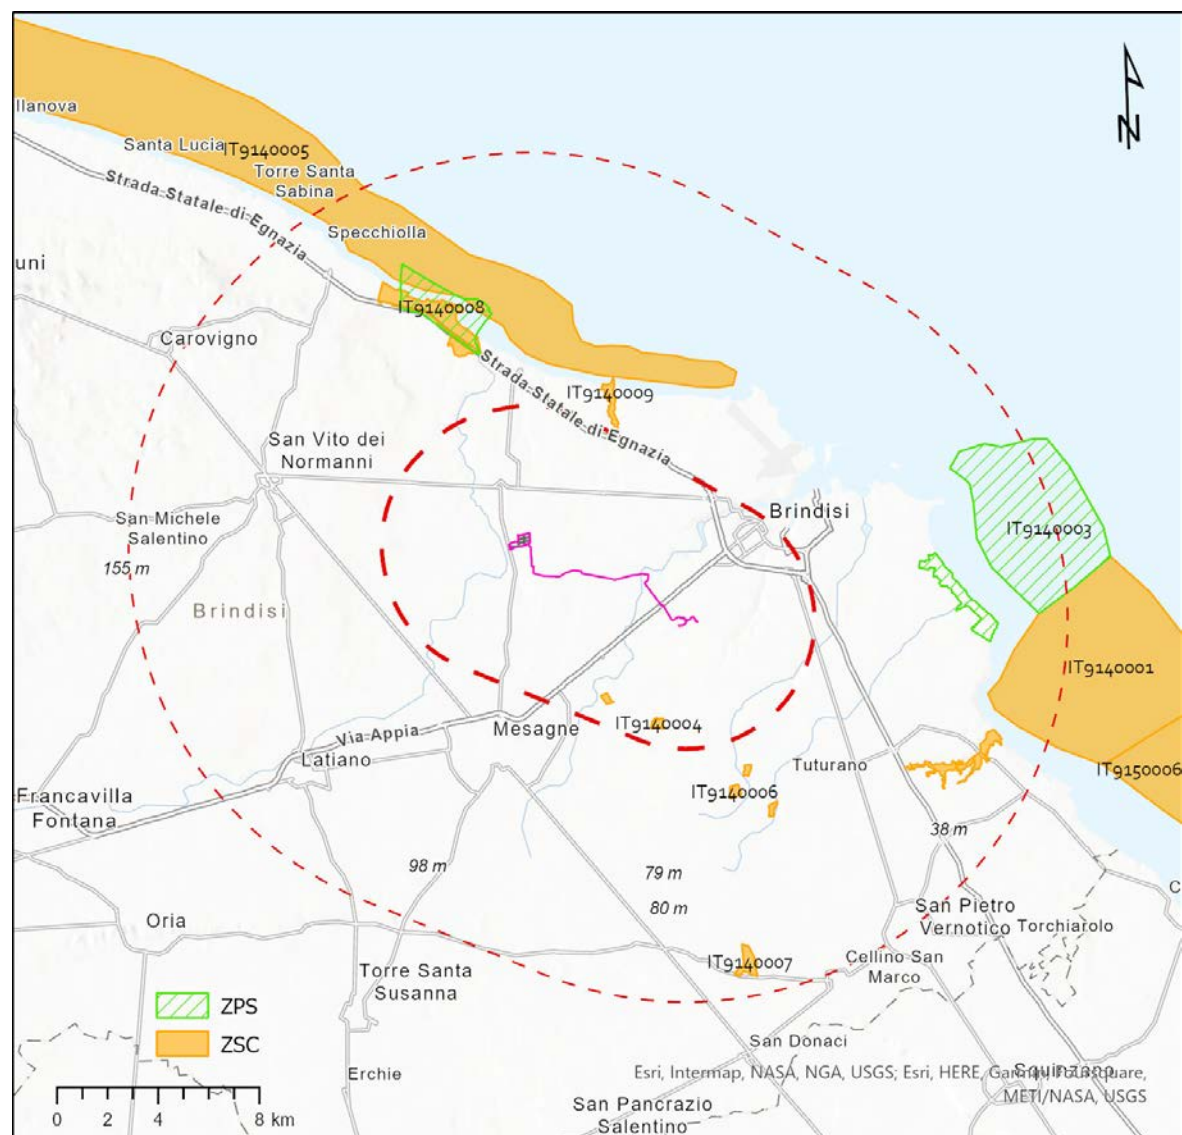 N
llanova
Santa Lucia
IT9140005
Torre Santa
Sabina
Strada Statale di Egnazia
Specchiolla
uni
IT9140008
Carovigno
Strada Statale di Egnazia
IT9140009
San Vito dei
Normanni
San Michele
Salentino
Brindisi
IT9140003
155 m
Brindisi
IT9140001
IT9140004
Mesagne
Via Appia
Latiano
Tuturano
IT9150006
IT9140006
Francavilla
Fontana
38 m
98 m
79 m
80 m
C
Oria
San Pietro
Vernotico
Torchiarolo
IT9140007
Cellino San
Marco
Torre Santa
Susanna
ZPS
ZSC
San Donaci
Erchie
Squinzano
Esri, Intermap, NASA, NGA, USGS; Esri, HERE, Garmin, Foursquare,
METI/NASA, USGS
0 2 4 8 km
San Pancrazio
Salentino